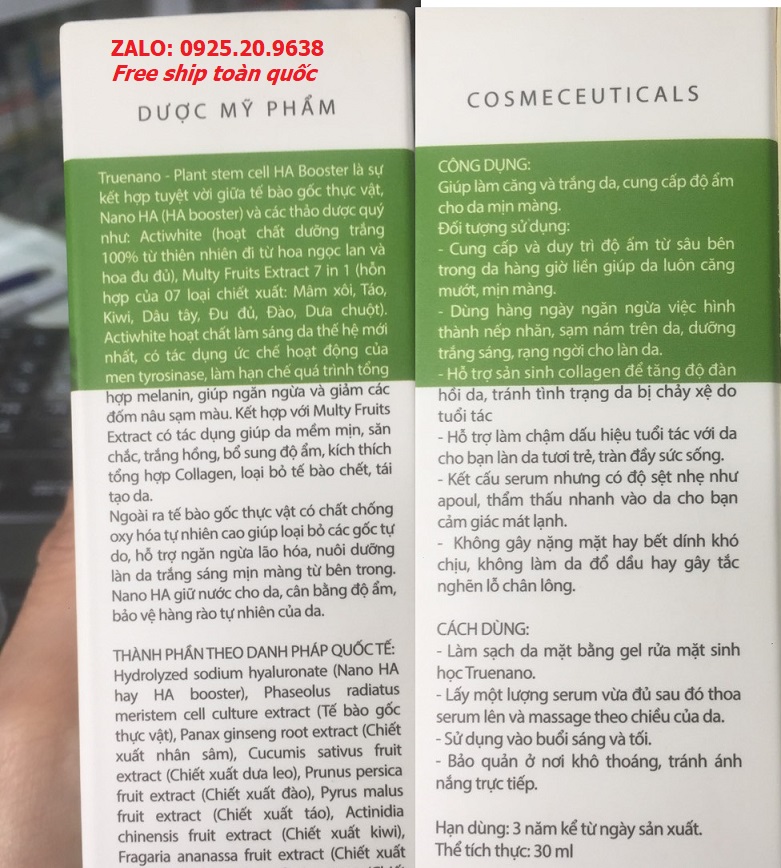 ZALO: 0925.20.9638
Free ship toàn quốc
DƯỢC MỸ PHẨM
Truenano - Plant stem cell HA Booster là sự
kết hợp tuyệt vời giữa tế bào gốc thực vật,
Nano HA (HA booster) và các thảo dược quý
như: Actiwhite (hoạt chất dưỡng trắng
100% từ thiên nhiên đi từ hoa ngọc lan và
hoa đu đủ), Multy Fruits Extract 7 in 1 (hỗn
hợp của 07 loại chiết xuất: Mâm xôi, Táo,
Kiwi, Dâu tây, Đu đủ, Đào, Dưa chuột).
Actiwhite hoạt chất làm sáng da thế hệ mới
nhất, có tác dụng ức chế hoạt động của
men tyrosinase, làm hạn chế quá trình tổng
hợp melanin, giúp ngăn ngừa và giảm các
đốm nâu sạm màu. Kết hợp với Multy Fruits
Extract có tác dụng giúp da mềm mịn, săn
chắc, trắng hồng, bổ sung độ ẩm, kích thích
tổng hợp Collagen, loại bỏ tế bào chết, tái
tạo da.
Ngoài ra tế bào gốc thực vật có chất chống
oxy hóa tự nhiên cao giúp loại bỏ các gốc tự
do, hỗ trợ ngăn ngừa lão hóa, nuôi dưỡng
làn da trắng sáng mịn màng từ bên trong.
Nano HA giữ nước cho da, cân bằng độ ẩm,
bảo vệ hàng rào tự nhiên của da.
THÀNH PHẦN THEO DANH PHÁP QUỐC TẾ:
Hydrolyzed sodium hyaluronate (Nano HA
hay HA booster), Phaseolus radiatus
meristem cell culture extract (Tế bào gốc
thực vật), Panax ginseng root extract (Chiết
xuất nhân sâm), Cucumis sativus fruit
extract (Chiết xuất dưa leo), Prunus persica
fruit extract (Chiết xuất đào), Pyrus malus
fruit extract (Chiết xuất táo), Actinidia
chinensis fruit extract (Chiết xuất kiwi),
Fragaria ananassa fruit extract (Chiết xuất
COSMECEUTICALS
CÔNG DỤNG:
Giúp làm căng và trắng da, cung cấp độ ẩm
cho da mịn màng.
Đối tượng sử dụng:
- Cung cấp và duy trì độ ẩm từ sâu bên
trong da hàng giờ liền giúp da luôn căng
mướt, mịn màng.
- Dùng hàng ngày ngăn ngừa việc hình
thành nếp nhăn, sạm nám trên da, dưỡng
trắng sáng, rạng ngời cho làn da.
- Hỗ trợ sản sinh collagen để tăng độ đàn
hồi da, tránh tình trạng da bị chảy xệ do
tuổi tác
- Hỗ trợ làm chậm dấu hiệu tuổi tác với da
cho bạn làn da tươi trẻ, tràn đầy sức sống.
- Kết cấu serum nhưng có độ sệt nhẹ như
apoul, thẩm thấu nhanh vào da cho bạn
cảm giác mát lạnh.
- Không gây nặng mặt hay bết dính khó
chịu, không làm da đổ dầu hay gây tắc
nghẽn lỗ chân lông.
CÁCH DÙNG:
- Làm sạch da mặt bằng gel rửa mặt sinh
học Truenano.
- Lấy một lượng serum vừa đủ sau đó thoa
serum lên và massage theo chiều của da.
- Sử dụng vào buổi sáng và tối.
- Bảo quản ở nơi khô thoáng, tránh ánh
nắng trực tiếp.
Hạn dùng: 3 năm kể từ ngày sản xuất.
Thể tích thực: 30 ml